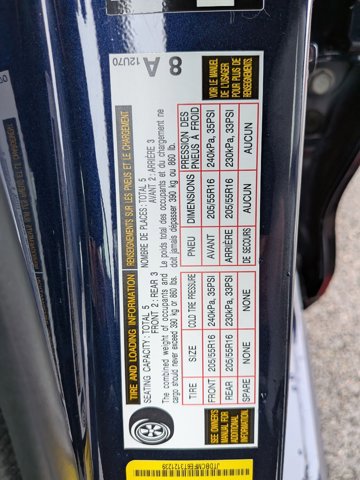 TIRE AND LOADING INFORMATION
SEATING CAPACITY: TOTAL 5
FRONT 2 : REAR 3
The combined weight of occupants and
cargo should never exceed 390 kg or 860 lbs.
TIRE SIZE COLD TIRE PRESSURE
FRONT 205/55R16 240kPa, 35PSI
REAR 205/55R16 230kPa, 33PSI
SPARE NONE NONE
SEE OWNER'S
MANUAL FOR
ADDITIONAL
INFORMATION
RENSEIGNEMENTS SUR LES PNEUS ET LE CHARGEMENT
NOMBRE DE PLACES: TOTAL 5
AVANT 2 : ARRIÈRE 3
Le poids total des occupants et du chargement ne
doit jamais dépasser 390 kg ou 860 lb.
PNEU DIMENSIONS PRESSION DES
PNEUS À FROID
AVANT 205/55R16 240kPa, 35PSI
ARRIÈRE 205/55R16 230kPa, 33PSI
DE SECOURS AUCUN AUCUN
VOIR LE MANUEL
DE L'USAGER
POUR PLUS DE
RENSEIGNEMENTS
8 A
12U70